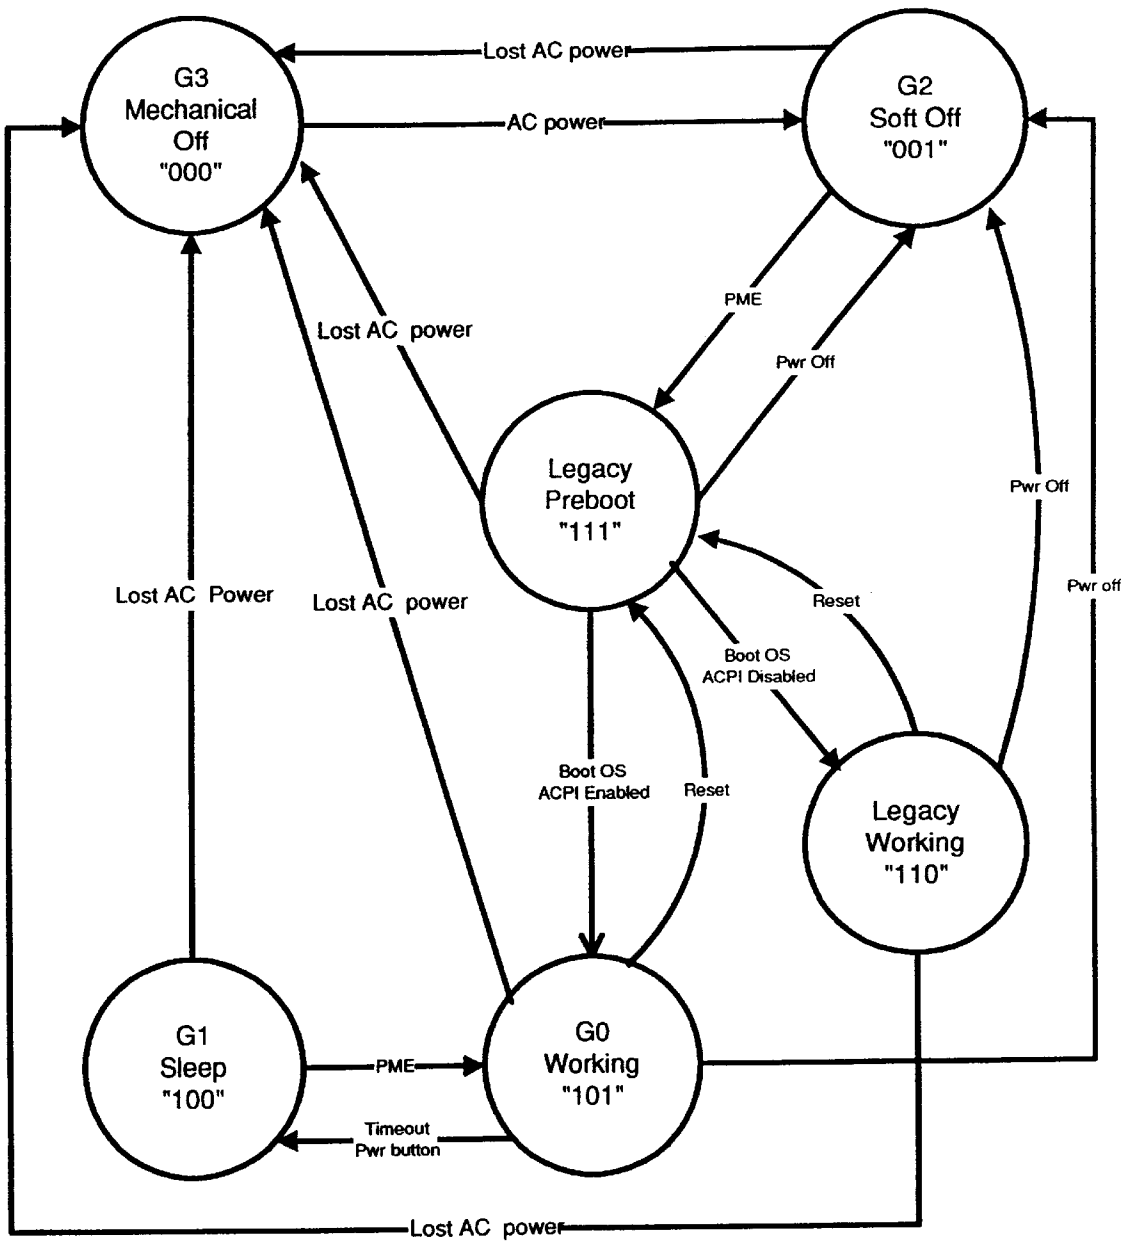 Lost AC power
G3
Mechanical
Off
"000"
G2
Soft Off
"001"
AC power
PME
Lost AC power
Pwr Off
Legacy
Preboot
"111"
Pwr Off
Lost AC Power
Lost AC power
Reset
Pwr off
Boot OS
ACPI Disabled
Boot OS
ACPI Enabled
Reset
Legacy
Working
"110"
G1
Sleep
"100"
PME
G0
Working
"101"
Timeout
Pwr button
Lost AC power